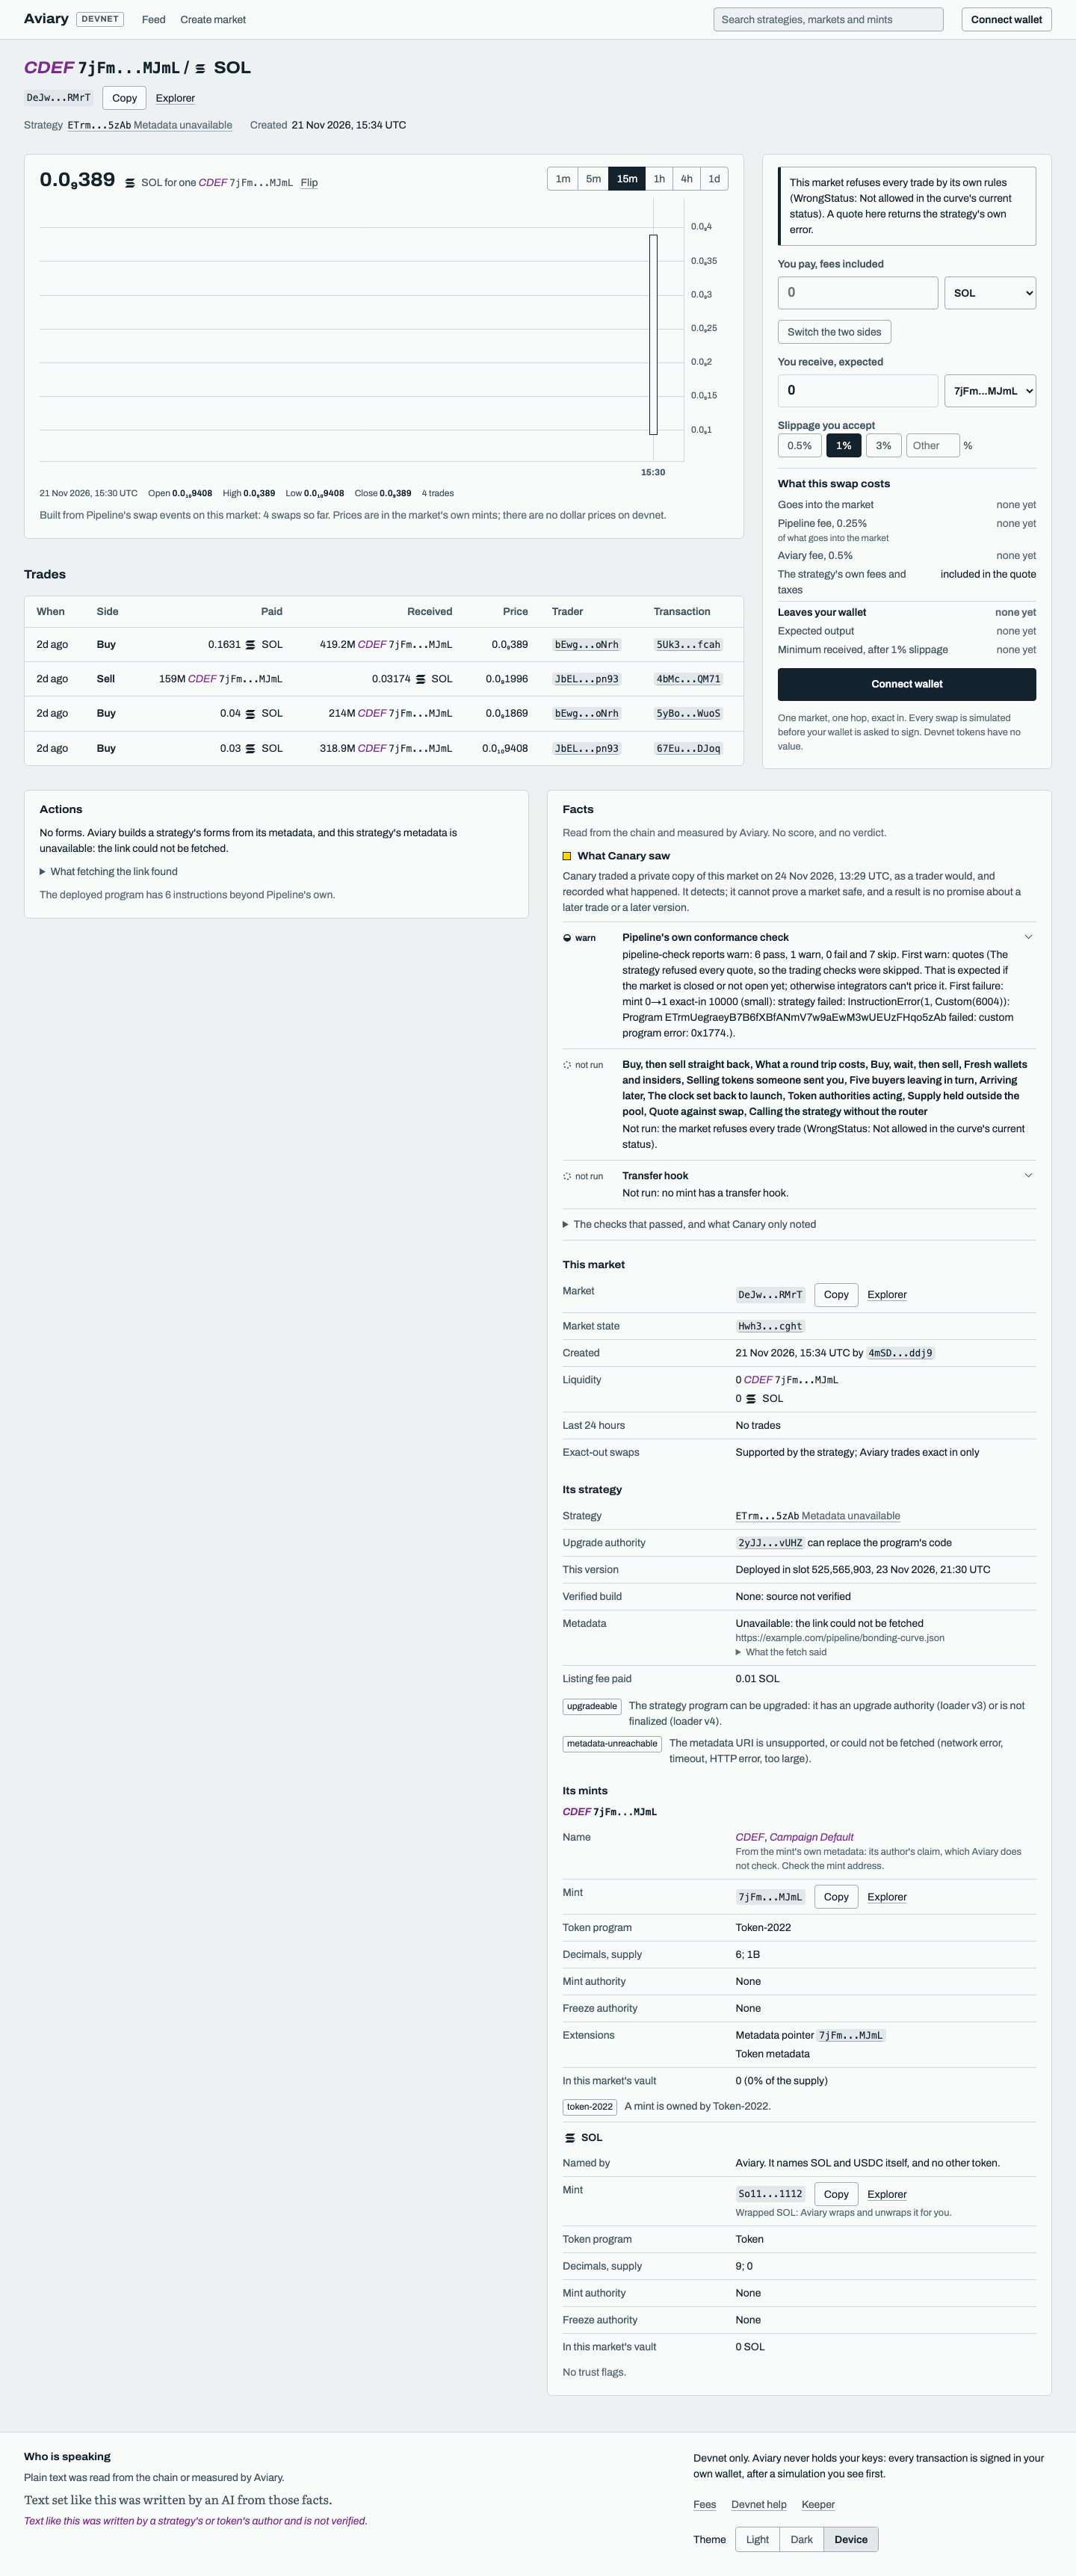 Aviary DEVNET Feed Create market Search strategies, markets and mints Connect wallet
CDEF 7jFm...MJmL / SOL
DeJw...RMrT Copy Explorer
Strategy ETrm...5zAb Metadata unavailable Created 21 Nov 2026, 15:34 UTC
0.0₉389 SOL for one CDEF 7jFm...MJmL Flip
1m 5m 15m 1h 4h 1d
0.0₉4
0.0₉35
0.0₉3
0.0₉25
0.0₉2
0.0₉15
0.0₉1
15:30
21 Nov 2026, 15:30 UTC Open 0.0₁₀9408 High 0.0₉389 Low 0.0₁₀9408 Close 0.0₉389 4 trades
Built from Pipeline's swap events on this market: 4 swaps so far. Prices are in the market's own mints; there are no dollar prices on devnet.
This market refuses every trade by its own rules
(WrongStatus: Not allowed in the curve's current
status). A quote here returns the strategy's own
error.
You pay, fees included
0 SOL
Switch the two sides
You receive, expected
0 7jFm...MJmL
Slippage you accept
0.5% 1% 3% Other %
What this swap costs
Goes into the market none yet
Pipeline fee, 0.25% none yet
of what goes into the market
Aviary fee, 0.5% none yet
The strategy's own fees and included in the quote
taxes
Leaves your wallet none yet
Expected output none yet
Minimum received, after 1% slippage none yet
Connect wallet
One market, one hop, exact in. Every swap is simulated
before your wallet is asked to sign. Devnet tokens have no
value.
Trades
When Side Paid Received Price Trader Transaction
2d ago Buy 0.1631 SOL 419.2M CDEF 7jFm...MJmL 0.0₉389 bEwg...oNrh 5Uk3...fcah
2d ago Sell 159M CDEF 7jFm...MJmL 0.03174 SOL 0.0₉1996 JbEL...pn93 4bMc...QM71
2d ago Buy 0.04 SOL 214M CDEF 7jFm...MJmL 0.0₉1869 bEwg...oNrh 5yBo...WuoS
2d ago Buy 0.03 SOL 318.9M CDEF 7jFm...MJmL 0.0₁₀9408 JbEL...pn93 67Eu...DJoq
Actions
No forms. Aviary builds a strategy's forms from its metadata, and this strategy's metadata is
unavailable: the link could not be fetched.
What fetching the link found
The deployed program has 6 instructions beyond Pipeline's own.
Facts
Read from the chain and measured by Aviary. No score, and no verdict.
What Canary saw
Canary traded a private copy of this market on 24 Nov 2026, 13:29 UTC, as a trader would, and
recorded what happened. It detects; it cannot prove a market safe, and a result is no promise about a
later trade or a later version.
warn Pipeline's own conformance check
pipeline-check reports warn: 6 pass, 1 warn, 0 fail and 7 skip. First warn: quotes (The
strategy refused every quote, so the trading checks were skipped. That is expected if
the market is closed or not open yet; otherwise integrators can't price it. First failure:
mint 0→1 exact-in 10000 (small): strategy failed: InstructionError(1, Custom(6004)):
Program ETrmUegraeyB7B6fXBfANmV7w9aEwM3wUEUzFHqo5zAb failed: custom
program error: 0x1774.).
not run Buy, then sell straight back, What a round trip costs, Buy, wait, then sell, Fresh wallets
and insiders, Selling tokens someone sent you, Five buyers leaving in turn, Arriving
later, The clock set back to launch, Token authorities acting, Supply held outside the
pool, Quote against swap, Calling the strategy without the router
Not run: the market refuses every trade (WrongStatus: Not allowed in the curve's current
status).
not run Transfer hook
Not run: no mint has a transfer hook.
The checks that passed, and what Canary only noted
This market
Market DeJw...RMrT Copy Explorer
Market state Hwh3...cght
Created 21 Nov 2026, 15:34 UTC by 4mSD...ddj9
Liquidity 0 CDEF 7jFm...MJmL
0 SOL
Last 24 hours No trades
Exact-out swaps Supported by the strategy; Aviary trades exact in only
Its strategy
Strategy ETrm...5zAb Metadata unavailable
Upgrade authority 2yJJ...vUHZ can replace the program's code
This version Deployed in slot 525,565,903, 23 Nov 2026, 21:30 UTC
Verified build None: source not verified
Metadata Unavailable: the link could not be fetched
https://example.com/pipeline/bonding-curve.json
What the fetch said
Listing fee paid 0.01 SOL
upgradeable The strategy program can be upgraded: it has an upgrade authority (loader v3) or is not
finalized (loader v4).
metadata-unreachable The metadata URI is unsupported, or could not be fetched (network error,
timeout, HTTP error, too large).
Its mints
CDEF 7jFm...MJmL
Name CDEF, Campaign Default
From the mint's own metadata: its author's claim, which Aviary does
not check. Check the mint address.
Mint 7jFm...MJmL Copy Explorer
Token program Token-2022
Decimals, supply 6; 1B
Mint authority None
Freeze authority None
Extensions Metadata pointer 7jFm...MJmL
Token metadata
In this market's vault 0 (0% of the supply)
token-2022 A mint is owned by Token-2022.
SOL
Named by Aviary. It names SOL and USDC itself, and no other token.
Mint So11...1112 Copy Explorer
Wrapped SOL: Aviary wraps and unwraps it for you.
Token program Token
Decimals, supply 9; 0
Mint authority None
Freeze authority None
In this market's vault 0 SOL
No trust flags.
Who is speaking
Plain text was read from the chain or measured by Aviary.
Text set like this was written by an AI from those facts.
Text like this was written by a strategy's or token's author and is not verified.
Devnet only. Aviary never holds your keys: every transaction is signed in your
own wallet, after a simulation you see first.
Fees Devnet help Keeper
Theme Light Dark Device